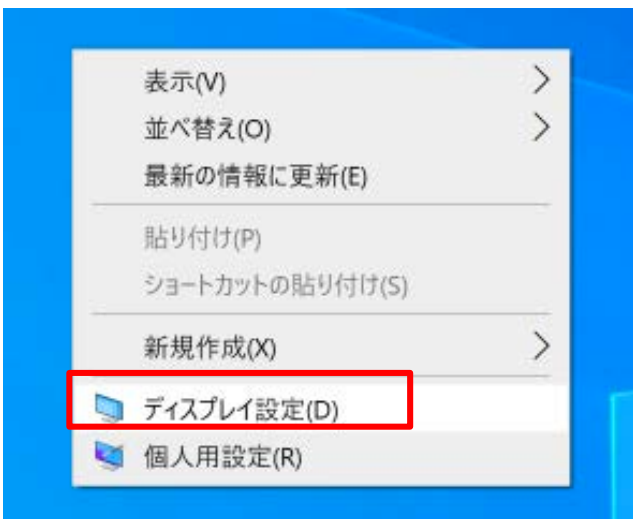 表示(V)
並べ替え(O)
最新の情報に更新(E)
貼り付け(P)
ショートカットの貼り付け(S)
新規作成(X)
ディスプレイ設定(D)
個人用設定(R)